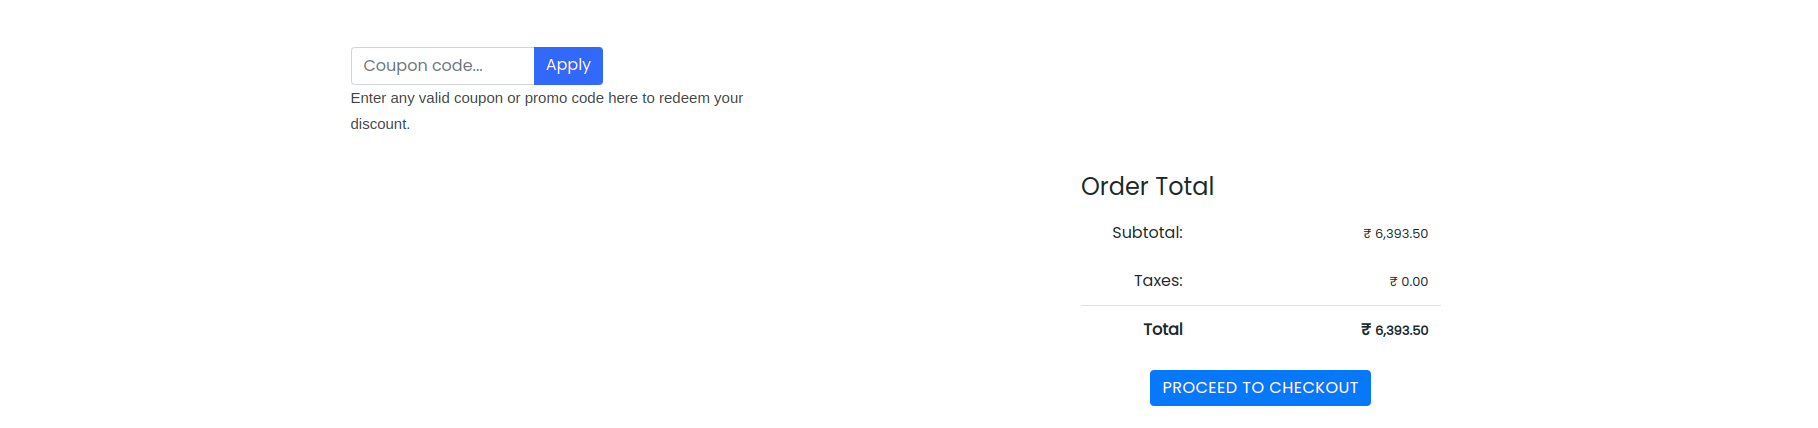 Coupon code...
Apply
Enter any valid coupon or promo code here to redeem your
discount.
Order Total
Subtotal: ₹ 6,393.50
Taxes: ₹ 0.00
Total ₹ 6,393.50
PROCEED TO CHECKOUT